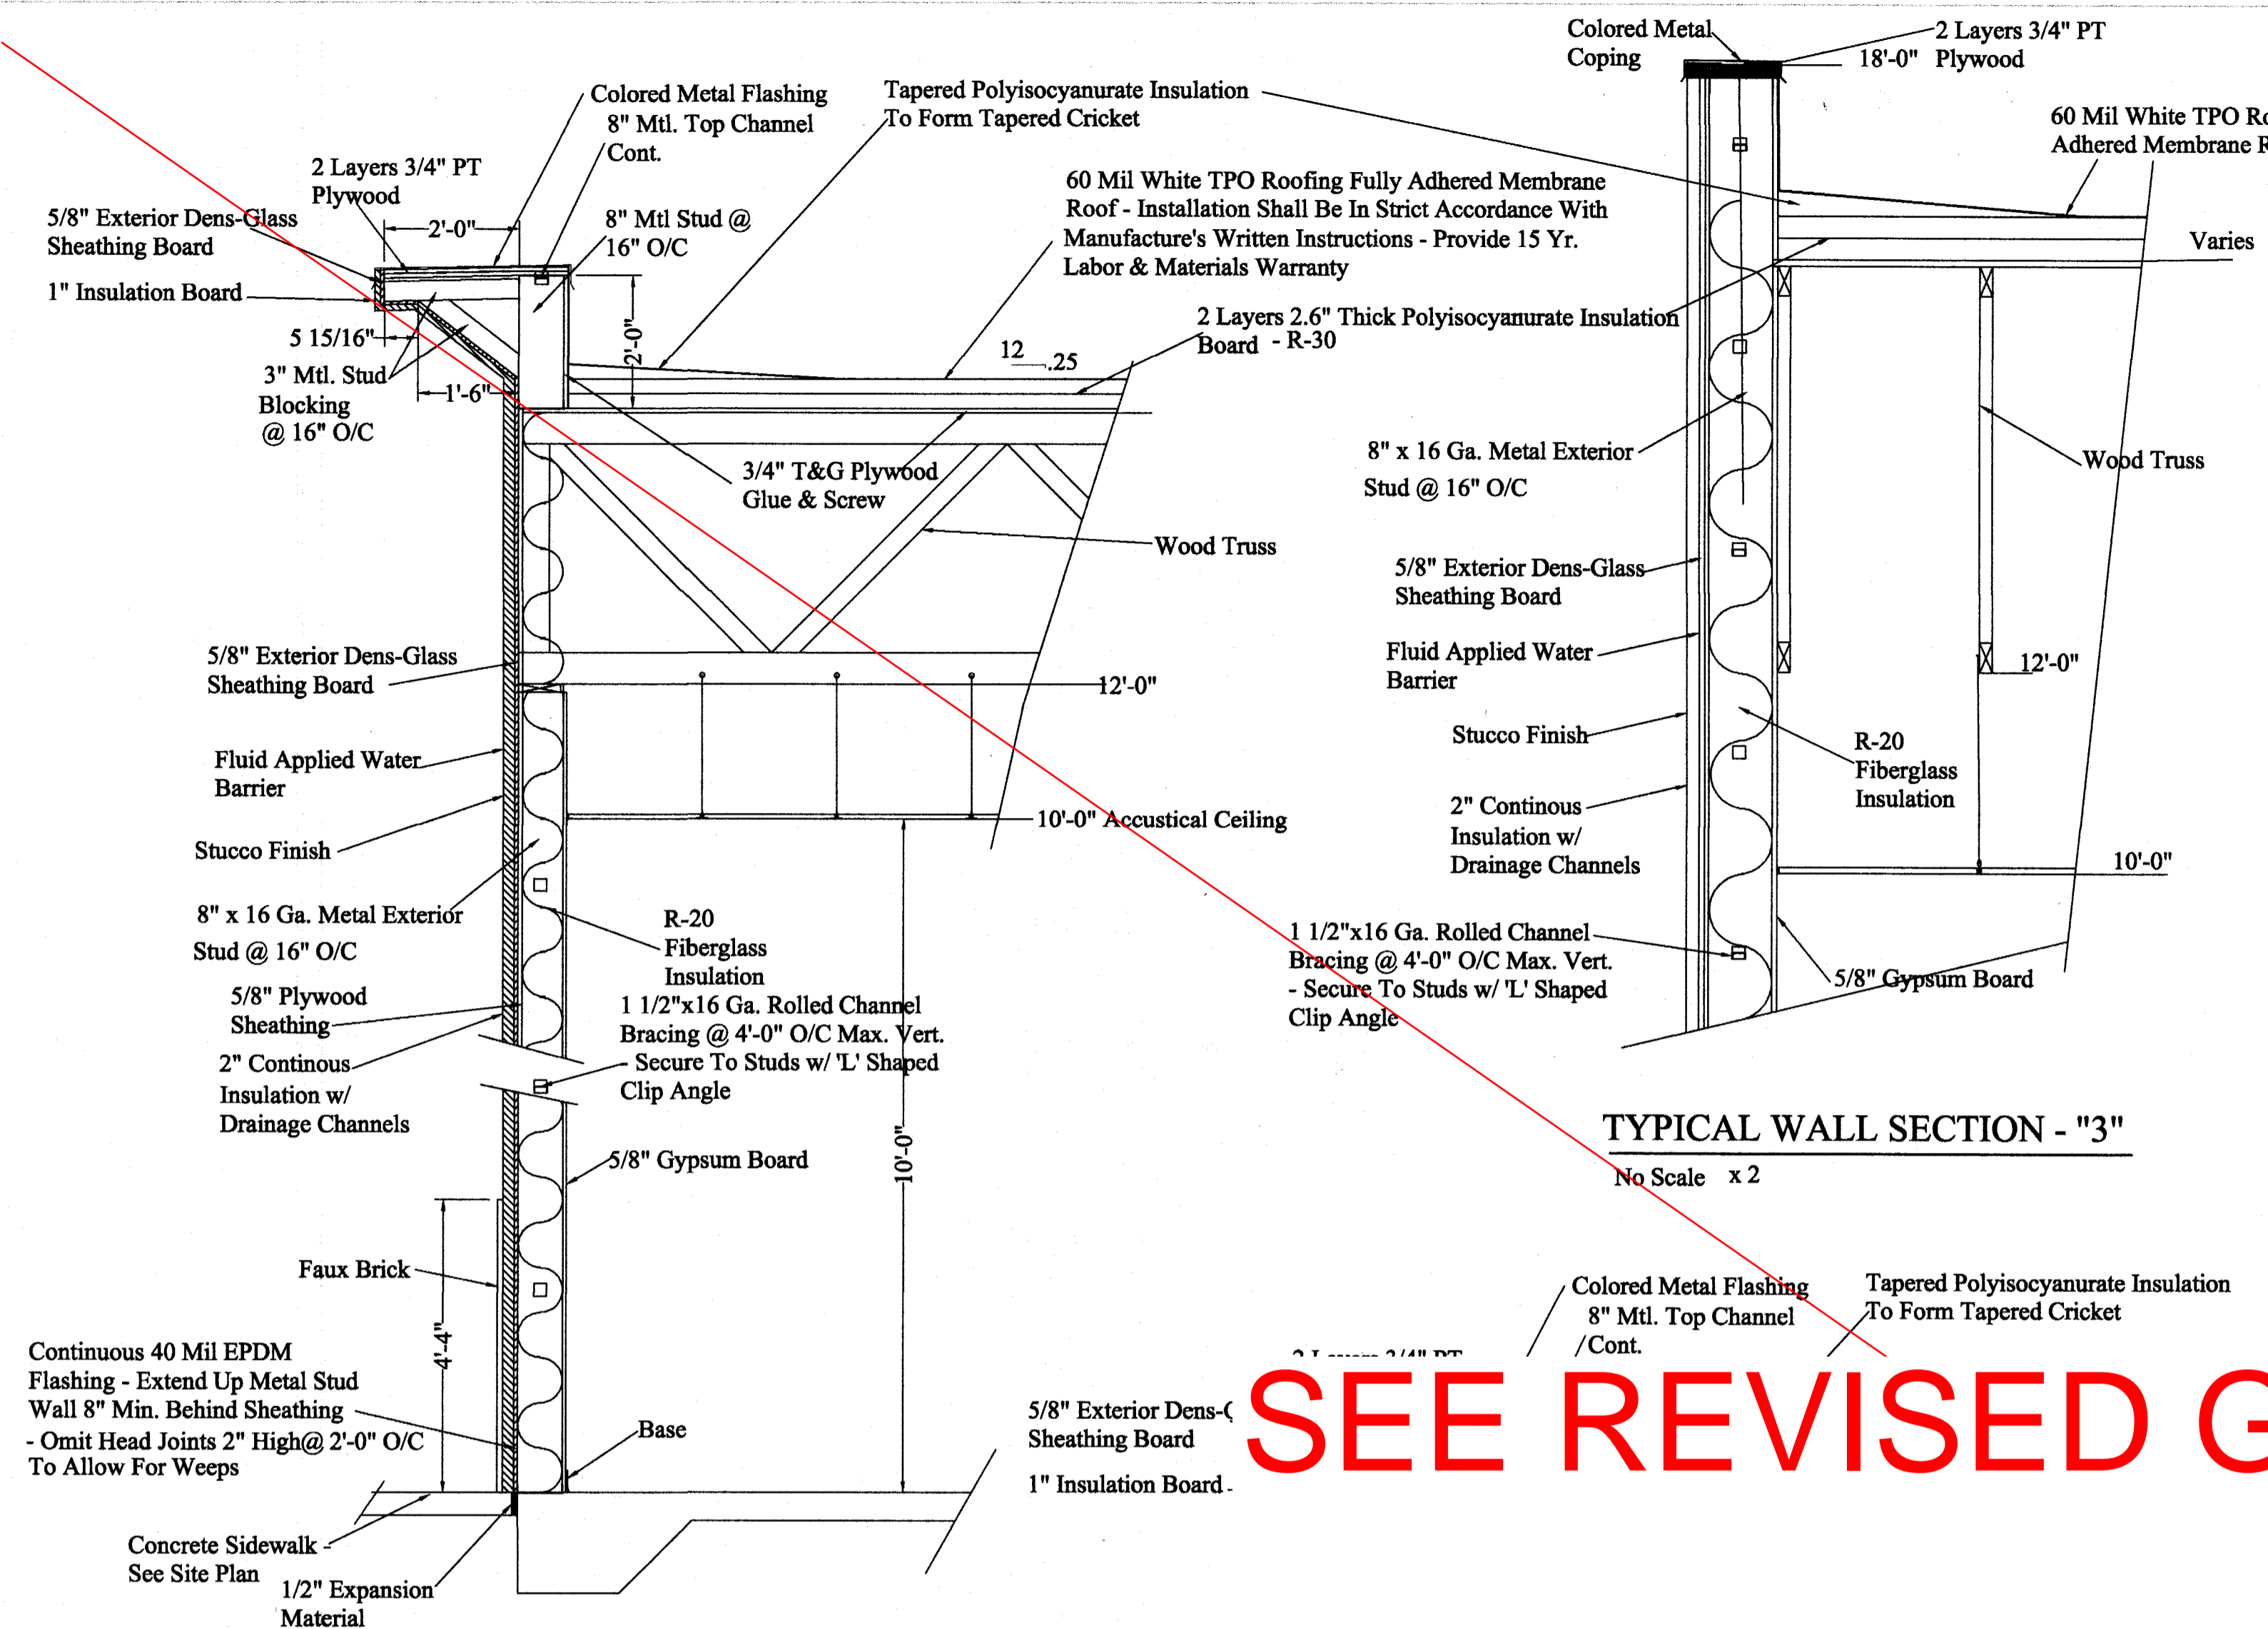 Colored Metal Flashing
8" Mtl. Top Channel
Cont.
2 Layers 3/4" PT
Plywood
5/8" Exterior Dens-Glass
Sheathing Board
2'-0"
8" Mtl Stud @
16" O/C
1" Insulation Board
5 15/16"
3" Mtl. Stud
Blocking
@ 16" O/C
1'-6"
2'-0"
Tapered Polyisocyanurate Insulation
To Form Tapered Cricket
60 Mil White TPO Roofing Fully Adhered Membrane
Roof - Installation Shall Be In Strict Accordance With
Manufacture's Written Instructions - Provide 15 Yr.
Labor & Materials Warranty
2 Layers 2.6" Thick Polyisocyanurate Insulation
Board - R-30
12
.25
3/4" T&G Plywood
Glue & Screw
Wood Truss
5/8" Exterior Dens-Glass
Sheathing Board
12'-0"
Fluid Applied Water
Barrier
10'-0" Accustical Ceiling
Stucco Finish
8" x 16 Ga. Metal Exterior
Stud @ 16" O/C
R-20
Fiberglass
Insulation
5/8" Plywood
Sheathing
1 1/2"x16 Ga. Rolled Channel
Bracing @ 4'-0" O/C Max. Vert.
- Secure To Studs w/ 'L' Shaped
Clip Angle
2" Continous
Insulation w/
Drainage Channels
10'-0"
5/8" Gypsum Board
Faux Brick
4'-4"
Continuous 40 Mil EPDM
Flashing - Extend Up Metal Stud
Wall 8" Min. Behind Sheathing
- Omit Head Joints 2" High@ 2'-0" O/C
To Allow For Weeps
Base
Concrete Sidewalk -
See Site Plan
1/2" Expansion
Material
Colored Metal
Coping
2 Layers 3/4" PT
18'-0" Plywood
60 Mil White TPO
Adhered Membrane
Varies
8" x 16 Ga. Metal Exterior
Stud @ 16" O/C
Wood Truss
5/8" Exterior Dens-Glass
Sheathing Board
Fluid Applied Water
Barrier
12'-0"
Stucco Finish
R-20
Fiberglass
Insulation
2" Continous
Insulation w/
Drainage Channels
10'-0"
1 1/2"x16 Ga. Rolled Channel
Bracing @ 4'-0" O/C Max. Vert.
- Secure To Studs w/ 'L' Shaped
Clip Angle
5/8" Gypsum Board
TYPICAL WALL SECTION - "3"
No Scale x 2
Colored Metal Flashing
8" Mtl. Top Channel
Cont.
Tapered Polyisocyanurate Insulation
To Form Tapered Cricket
5/8" Exterior
Sheathing Board
1" Insulation Board
SEE REVISED